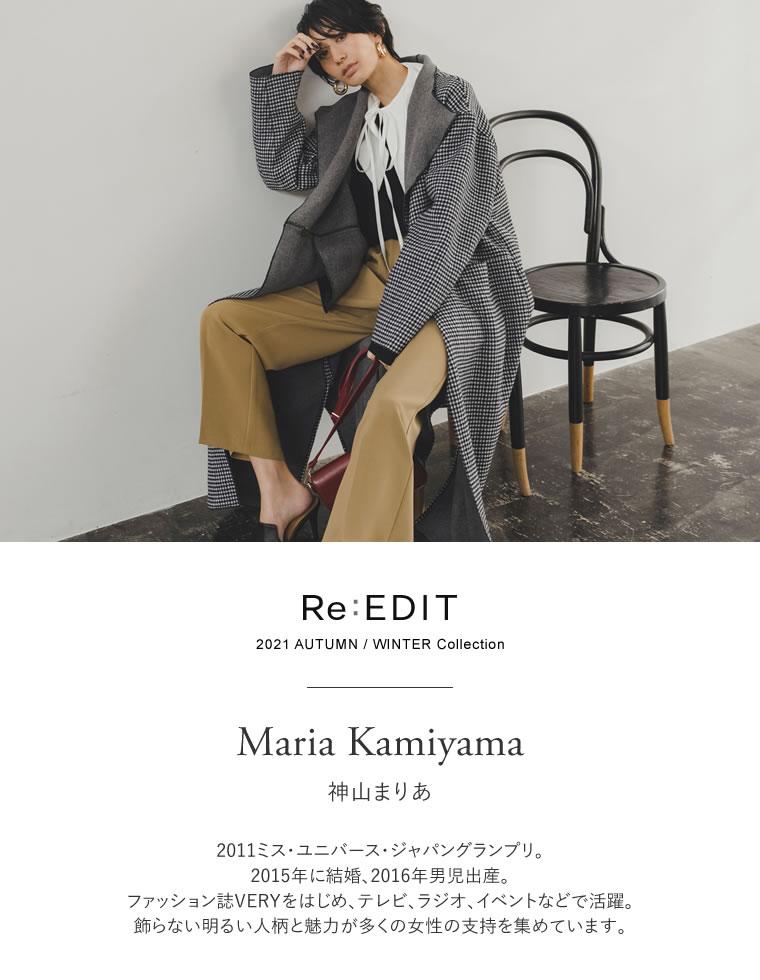 Re:EDIT
2021 AUTUMN / WINTER Collection
Maria Kamiyama
神山まりあ
2011ミス・ユニバース・ジャパングランプリ。
2015年に結婚、2016年男児出産。
ファッション誌VERYをはじめ、テレビ、ラジオ、イベントなどで活躍。
飾らない明るい人柄と魅力が多くの女性の支持を集めています。